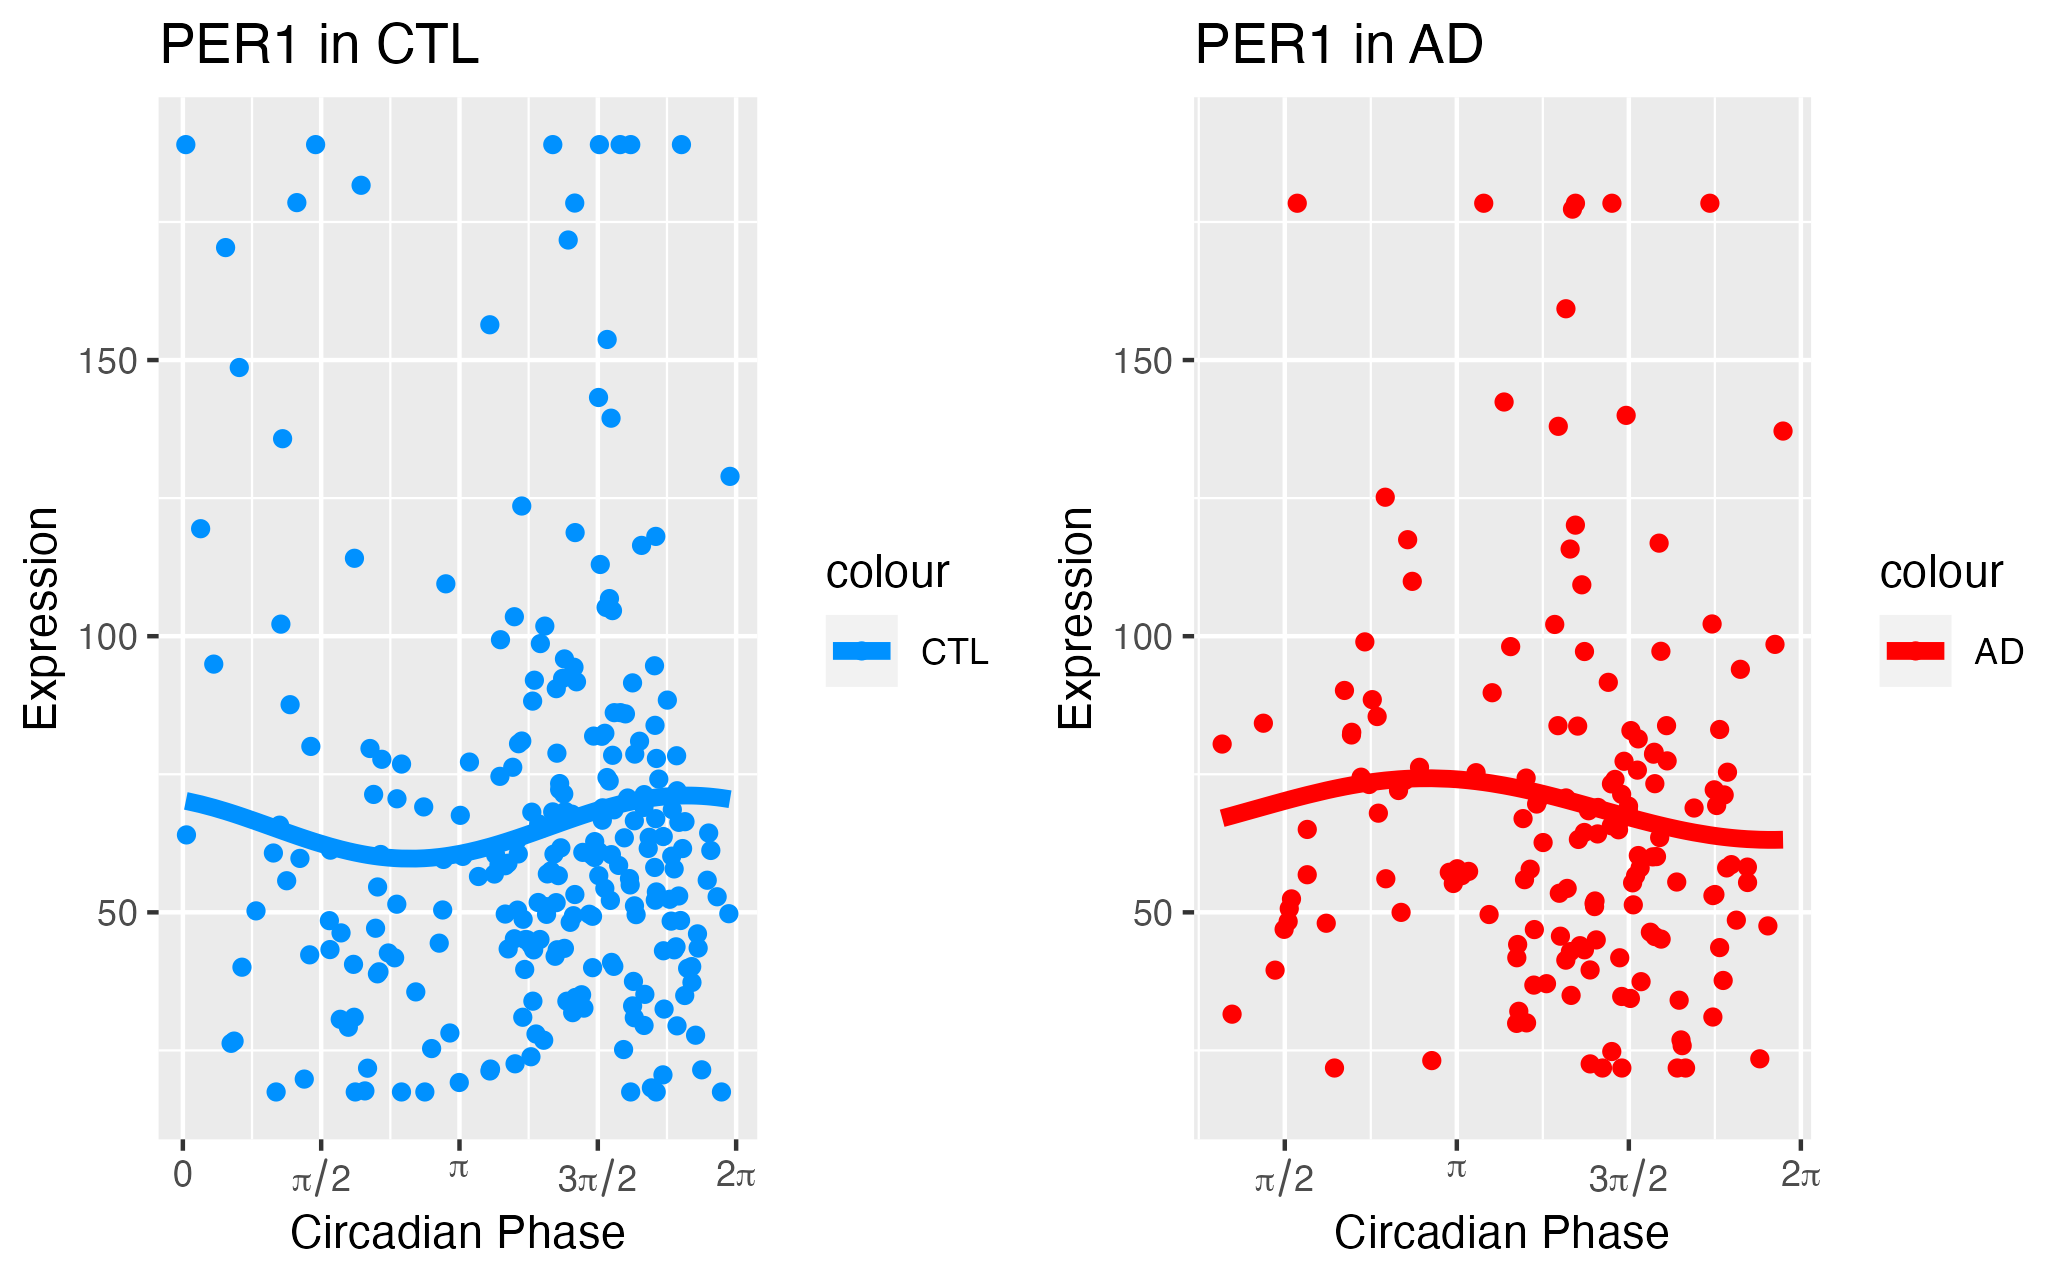 PER1 in CTL
Expression
150
100
50
0
π/2
π
3π/2
2π
Circadian Phase
colour
CTL
PER1 in AD
Expression
150
100
50
π/2
π
3π/2
2π
Circadian Phase
colour
AD